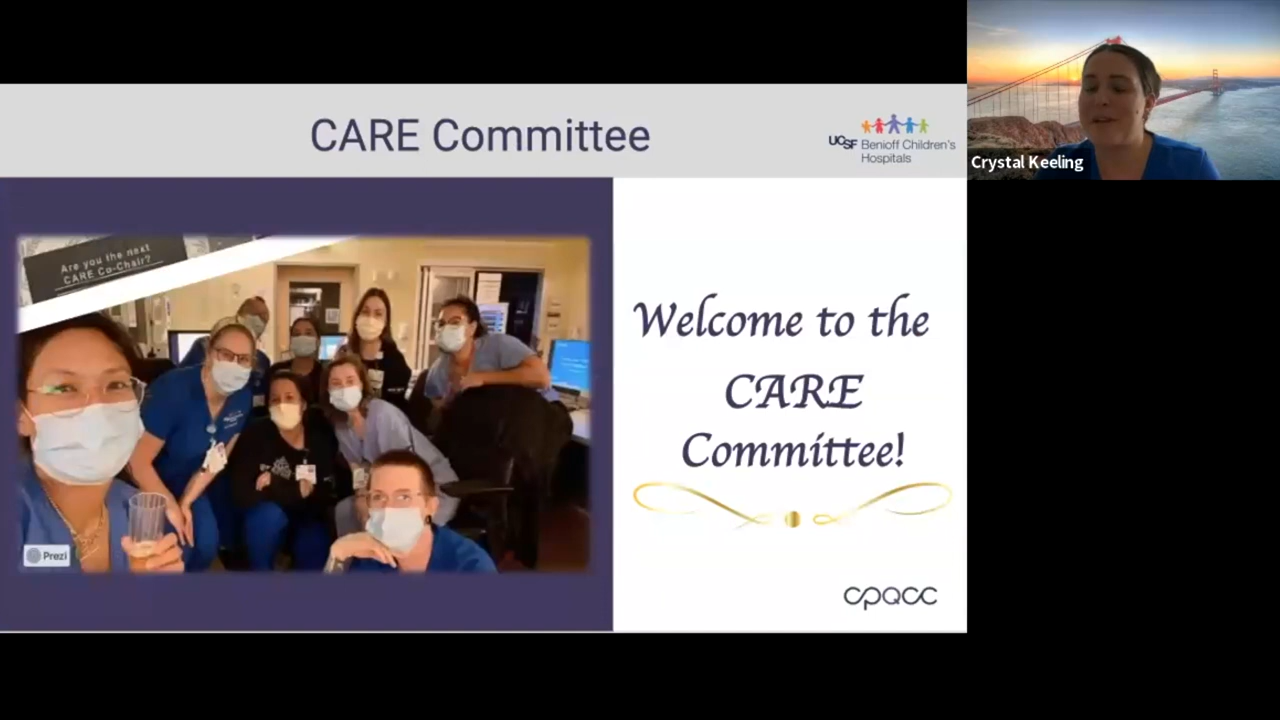 CARE Committee
UCSF Benioff Children's
Hospitals
Crystal Keeling
Are you the next
CARE Co-Chair?
Welcome to the
CARE
Committee!
Prezi
cpqcc